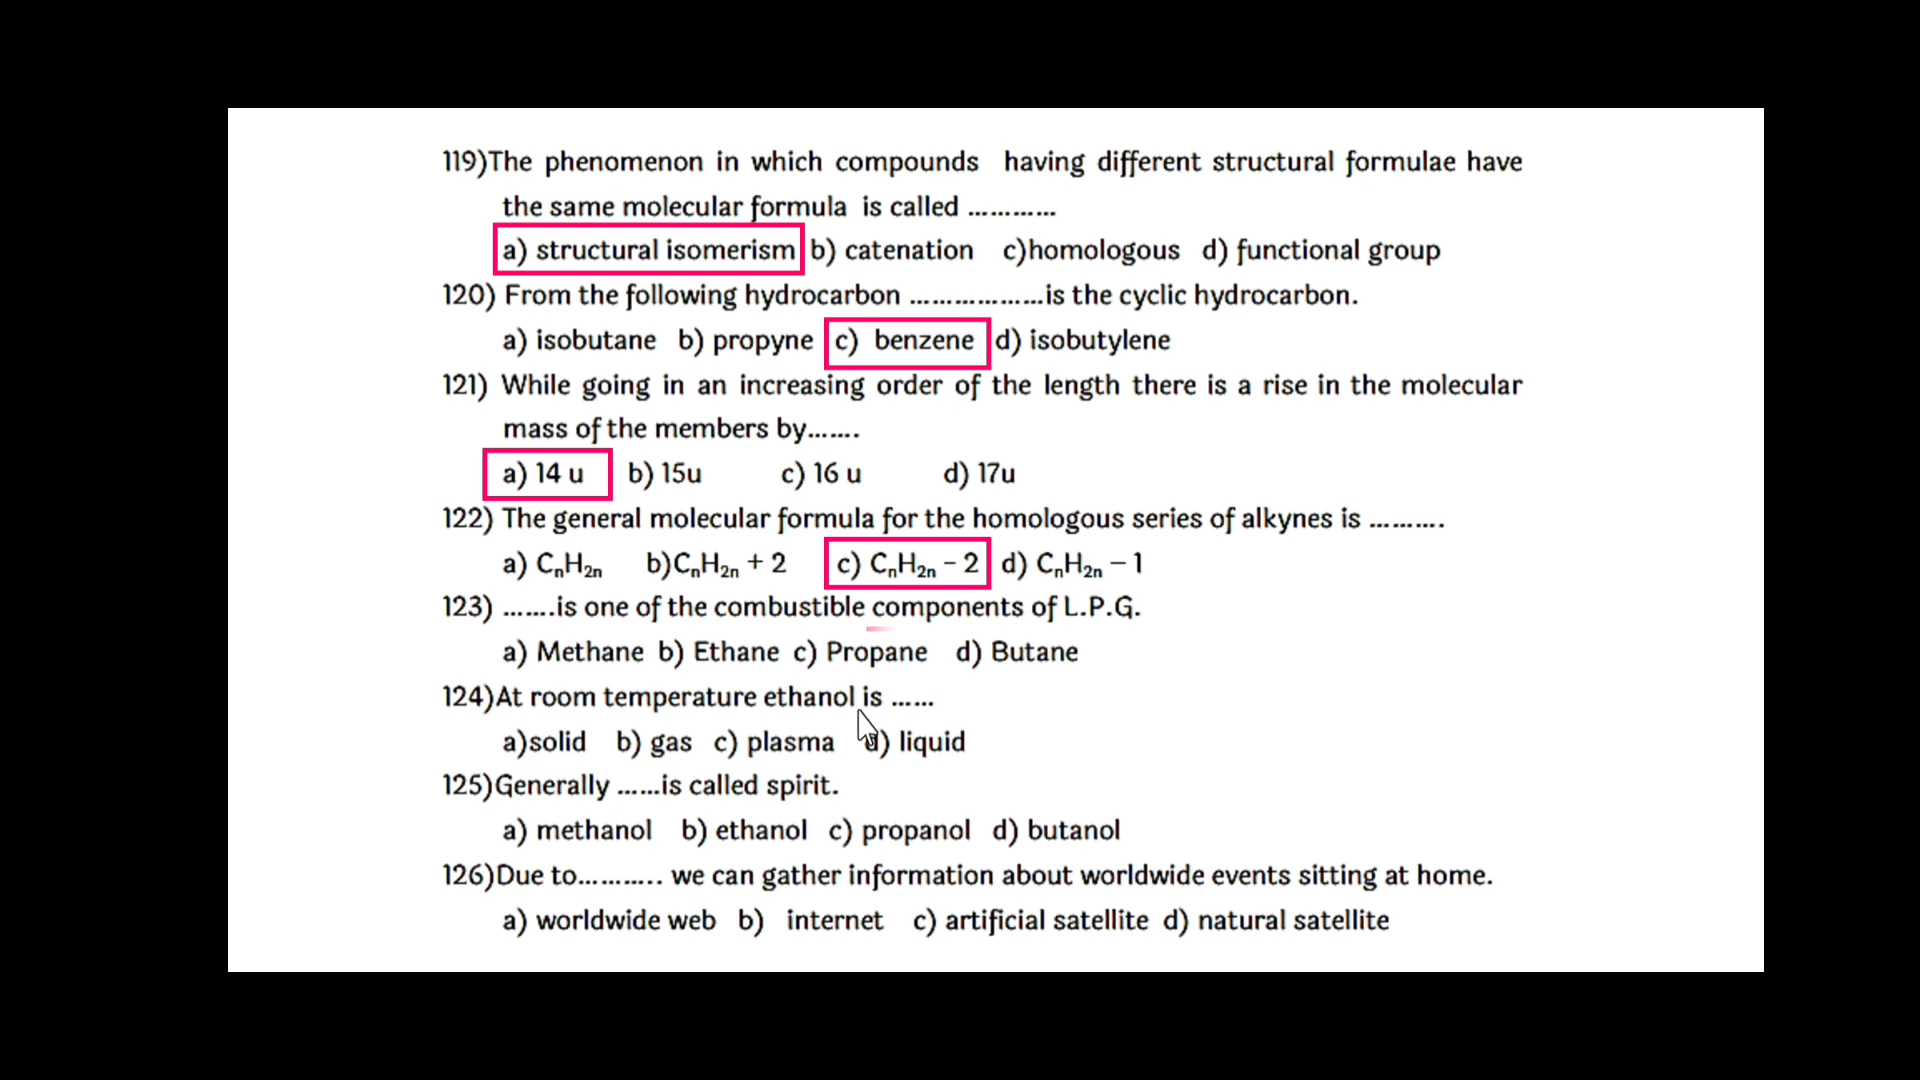 119)The phenomenon in which compounds having different structural formulae have
the same molecular formula is called ............
a) structural isomerism b) catenation c)homologous d) functional group
120) From the following hydrocarbon ..................is the cyclic hydrocarbon.
a) isobutane b) propyne c) benzene d) isobutylene
121) While going in an increasing order of the length there is a rise in the molecular
mass of the members by.......
a) 14 u b) 15u c) 16 u d) 17u
122) The general molecular formula for the homologous series of alkynes is ..........
a) CₙH₂ₙ b)CₙH₂ₙ + 2 c) CₙH₂ₙ − 2 d) CₙH₂ₙ − 1
123) .......is one of the combustible components of L.P.G.
a) Methane b) Ethane c) Propane d) Butane
124)At room temperature ethanol is ......
a)solid b) gas c) plasma d) liquid
125)Generally ......is called spirit.
a) methanol b) ethanol c) propanol d) butanol
126)Due to........... we can gather information about worldwide events sitting at home.
a) worldwide web b) internet c) artificial satellite d) natural satellite